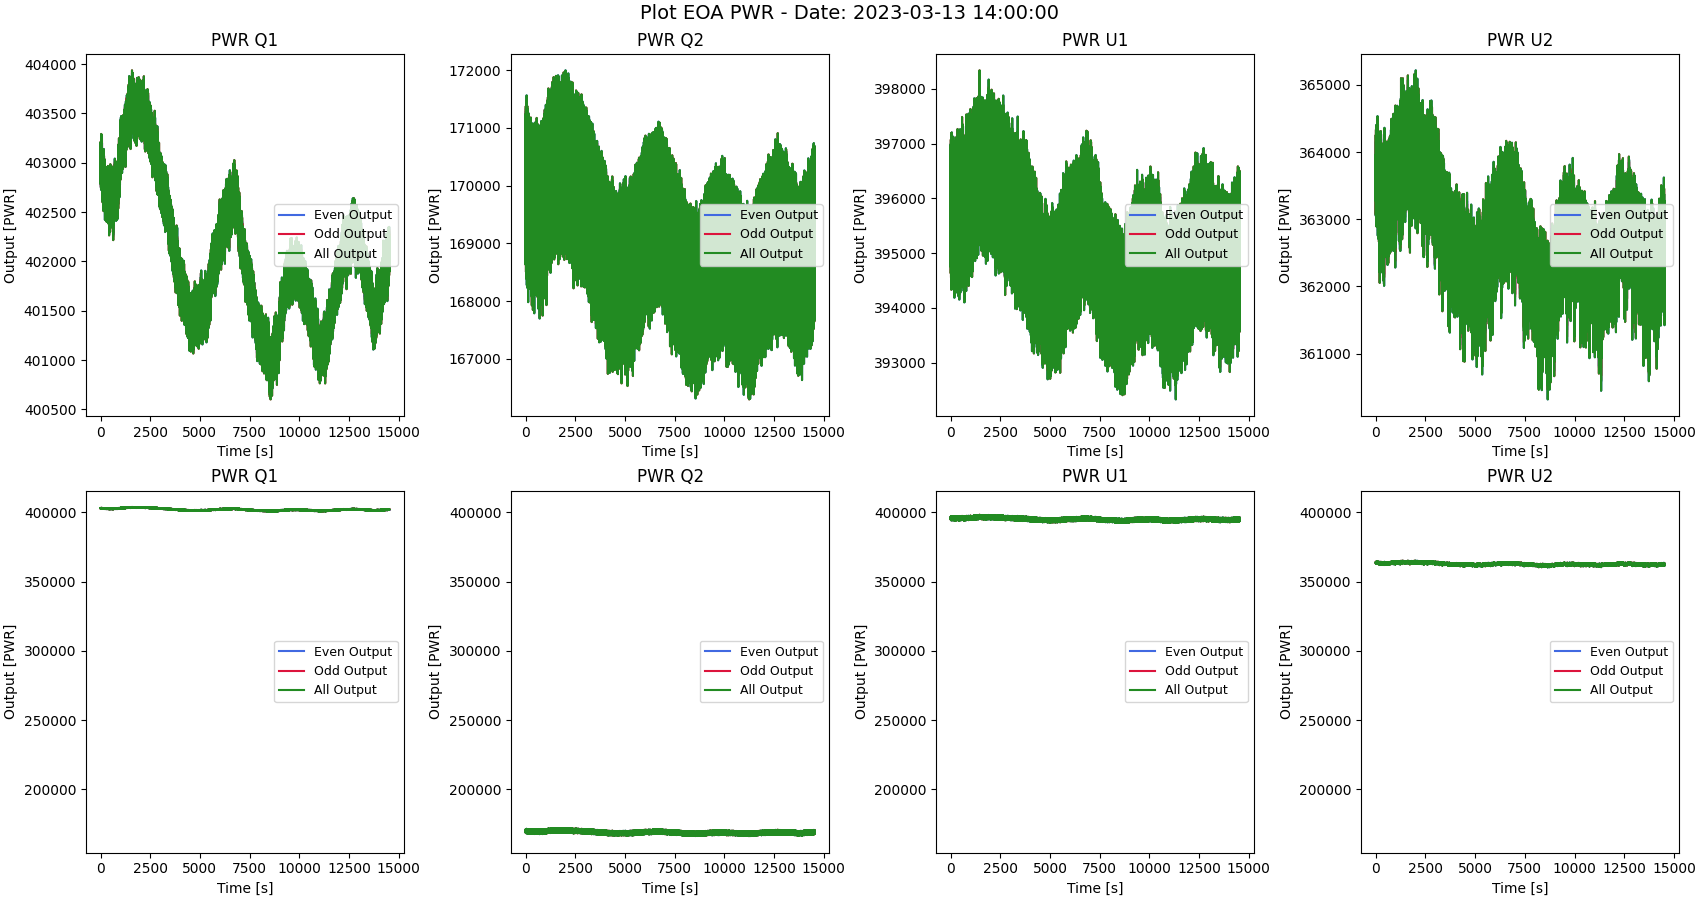 Plot EOA PWR - Date: 2023-03-13 14:00:00
PWR Q1
Output [PWR]
404000
403500
403000
402500
402000
401500
401000
400500
Even Output
Odd Output
All Output
0 2500 5000 7500 10000 12500 15000
Time [s]
PWR Q2
Output [PWR]
172000
171000
170000
169000
168000
167000
Even Output
Odd Output
All Output
0 2500 5000 7500 10000 12500 15000
Time [s]
PWR U1
Output [PWR]
398000
397000
396000
395000
394000
393000
Even Output
Odd Output
All Output
0 2500 5000 7500 10000 12500 15000
Time [s]
PWR U2
Output [PWR]
365000
364000
363000
362000
361000
Even Output
Odd Output
All Output
0 2500 5000 7500 10000 12500 15000
Time [s]
PWR Q1
Output [PWR]
400000
350000
300000
250000
200000
Even Output
Odd Output
All Output
0 2500 5000 7500 10000 12500 15000
Time [s]
PWR Q2
Output [PWR]
400000
350000
300000
250000
200000
Even Output
Odd Output
All Output
0 2500 5000 7500 10000 12500 15000
Time [s]
PWR U1
Output [PWR]
400000
350000
300000
250000
200000
Even Output
Odd Output
All Output
0 2500 5000 7500 10000 12500 15000
Time [s]
PWR U2
Output [PWR]
400000
350000
300000
250000
200000
Even Output
Odd Output
All Output
0 2500 5000 7500 10000 12500 15000
Time [s]